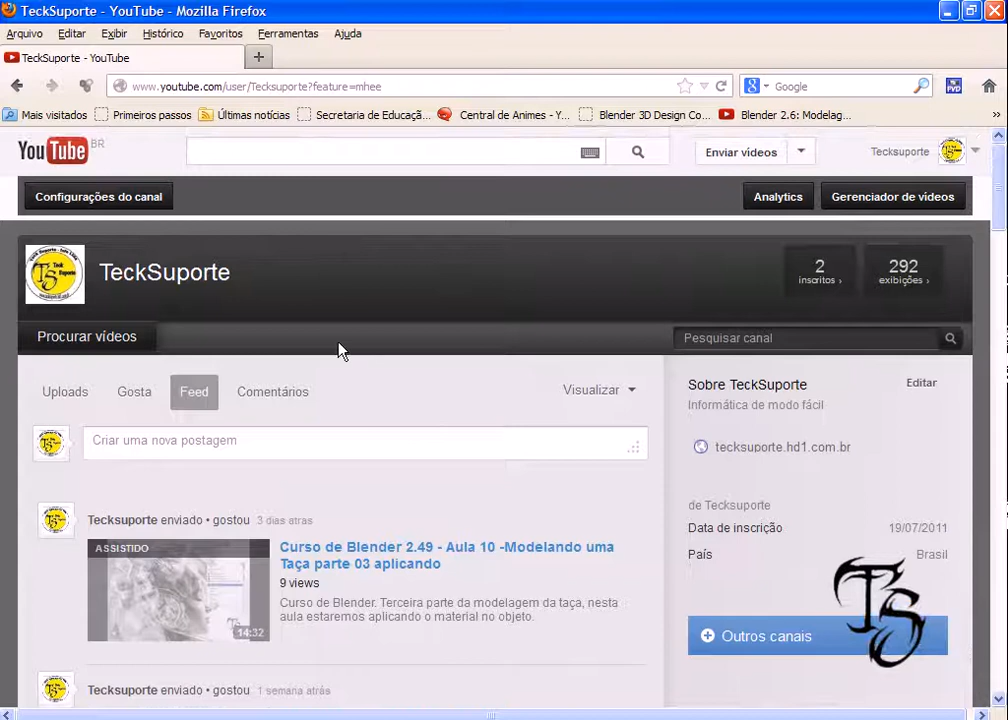 TeckSuporte - YouTube - Mozilla Firefox
Arquivo Editar Exibir Histórico Favoritos Ferramentas Ajuda
TeckSuporte - YouTube
www.youtube.com/user/Tecksuporte?feature=mhee
Google
Mais visitados Primeiros passos Últimas notícias Secretaria de Educaçã... Central de Animes - Y... Blender 3D Design Co... Blender 2.6: Modelag...
YouTube BR
Enviar vídeos
Tecksuporte
Configurações do canal
Analytics
Gerenciador de vídeos
TeckSuporte
2
inscritos ›
292
exibições ›
Procurar vídeos
Pesquisar canal
Uploads Gosta Feed Comentários
Visualizar
Criar uma nova postagem
Tecksuporte enviado • gostou 3 dias atras
ASSISTIDO
14:32
Curso de Blender 2.49 - Aula 10 -Modelando uma
Taça parte 03 aplicando
9 views
Curso de Blender. Terceira parte da modelagem da taça, nesta
aula estaremos aplicando o material no objeto.
Tecksuporte enviado • gostou 1 semana atrás
Sobre TeckSuporte
Editar
Informática de modo fácil
tecksuporte.hd1.com.br
de Tecksuporte
Data de inscrição 19/07/2011
País Brasil
TS
Outros canais